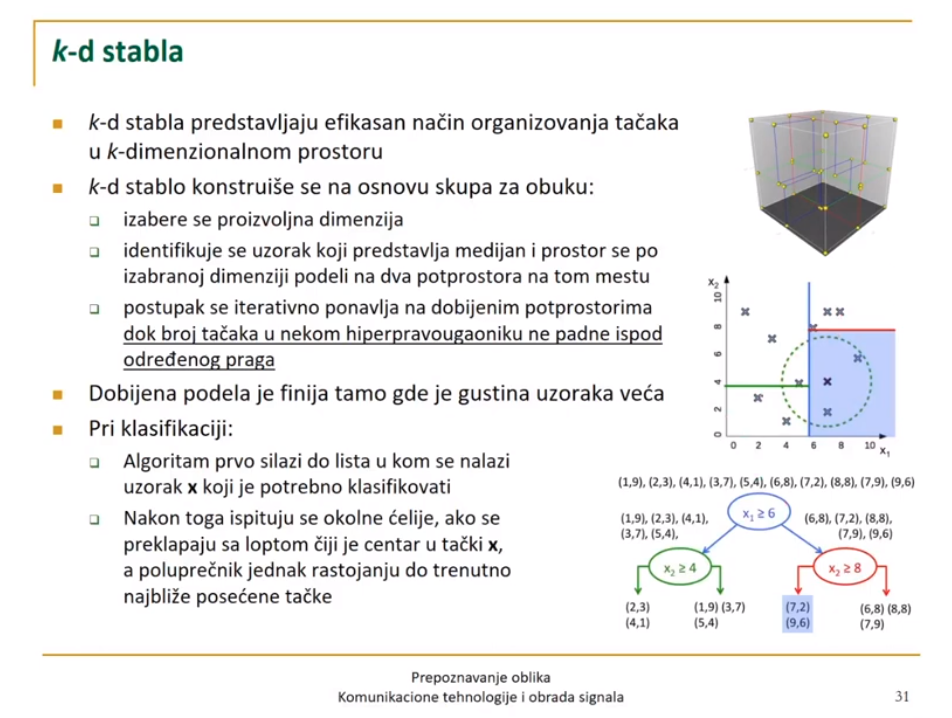 k-d stabla
k-d stabla predstavljaju efikasan način organizovanja tačaka
u k-dimenzionalnom prostoru
k-d stablo konstruiše se na osnovu skupa za obuku:
izabere se proizvoljna dimenzija
identifikuje se uzorak koji predstavlja medijan i prostor se po
izabranoj dimenziji podeli na dva potprostora na tom mestu
postupak se iterativno ponavlja na dobijenim potprostorima
dok broj tačaka u nekom hiperpravougaoniku ne padne ispod
određenog praga
Dobijena podela je finija tamo gde je gustina uzoraka veća
Pri klasifikaciji:
Algoritam prvo silazi do lista u kom se nalazi
uzorak x koji je potrebno klasifikovati
Nakon toga ispituju se okolne ćelije, ako se
preklapaju sa loptom čiji je centar u tački x,
a poluprečnik jednak rastojanju do trenutno
najbliže posećene tačke
x₂
10
8
6
4
2
0
0 2 4 6 8 10 x₁
(1,9), (2,3), (4,1), (3,7), (5,4), (6,8), (7,2), (8,8), (7,9), (9,6)
x₁ ≥ 6
(1,9), (2,3), (4,1),
(3,7), (5,4),
(6,8), (7,2), (8,8),
(7,9), (9,6)
x₂ ≥ 4
x₂ ≥ 8
(2,3)
(4,1)
(1,9) (3,7)
(5,4)
(7,2)
(9,6)
(6,8) (8,8)
(7,9)
Prepoznavanje oblika
Komunikacione tehnologije i obrada signala
31